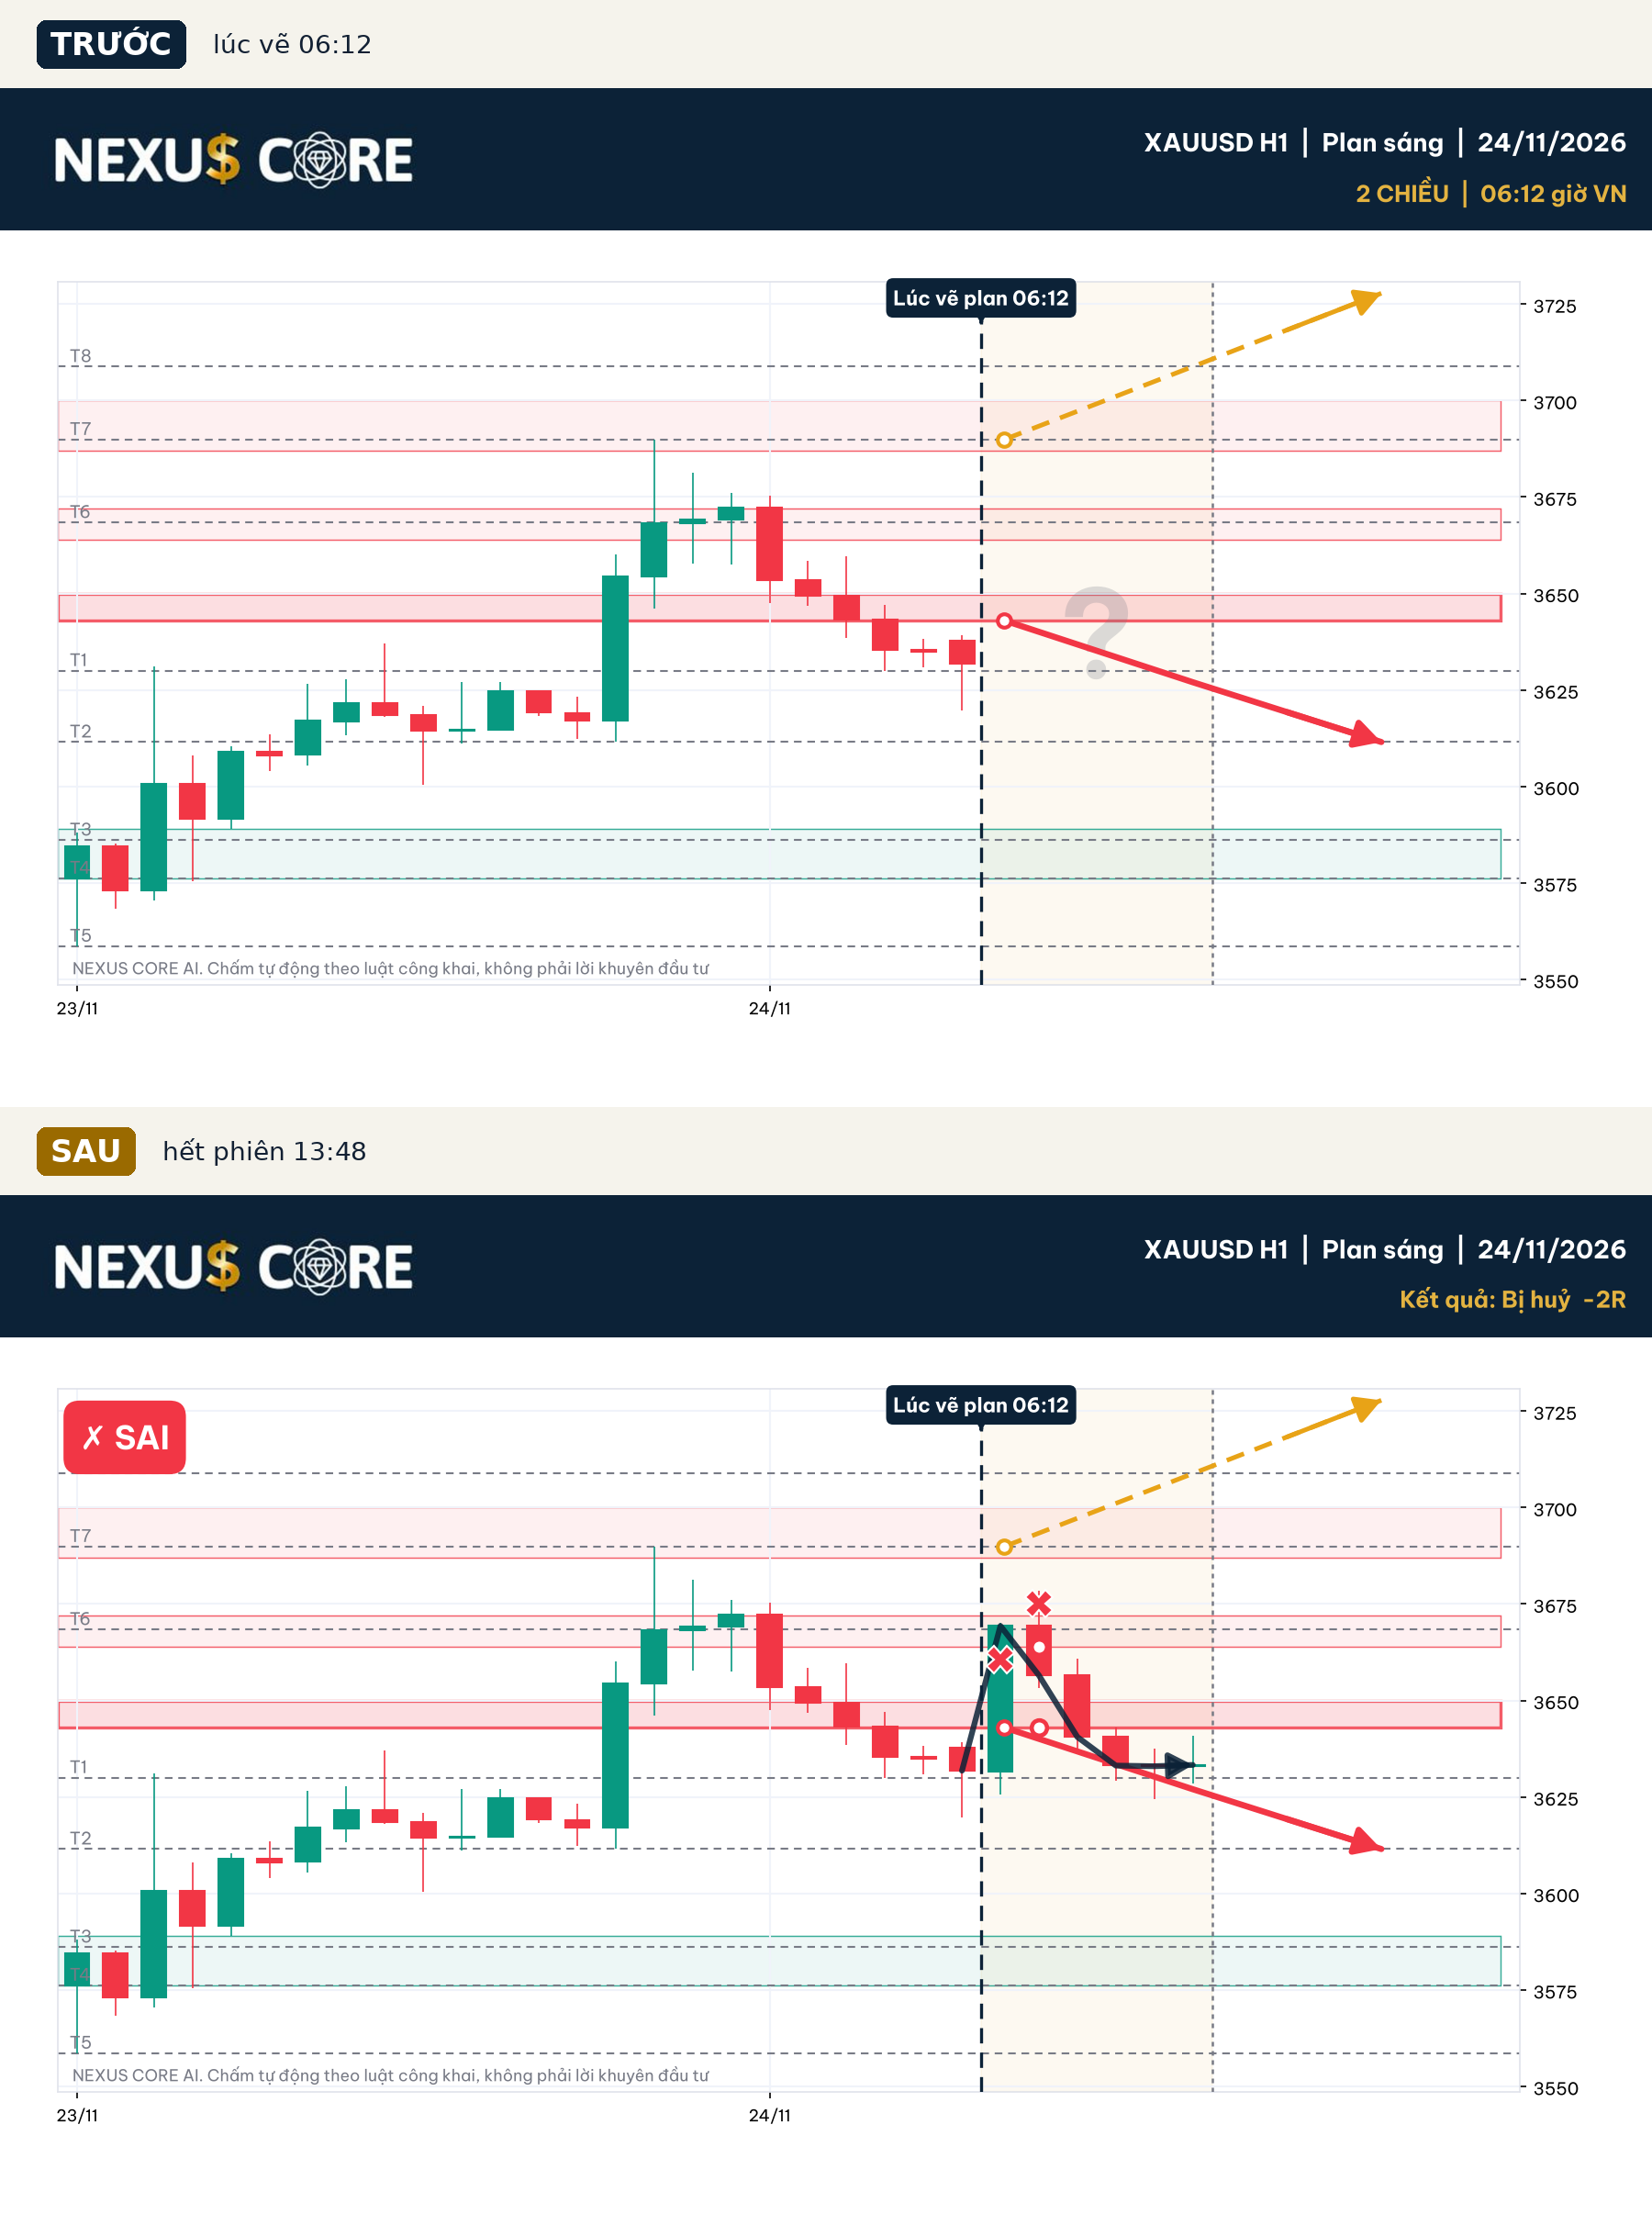 TRƯỚC lúc vẽ 06:12
NEXU$ CORE
XAUUSD H1 | Plan sáng | 24/11/2026
2 CHIỀU | 06:12 giờ VN
Lúc vẽ plan 06:12
3725
T8
3700
T7
3675
T6
3650
?
T1
3625
T2
3600
T3
T4
3575
T5
NEXUS CORE AI. Chấm tự động theo luật công khai, không phải lời khuyên đầu tư
3550
23/11
24/11
SAU hết phiên 13:48
NEXU$ CORE
XAUUSD H1 | Plan sáng | 24/11/2026
Kết quả: Bị huỷ -2R
Lúc vẽ plan 06:12
3725
✗ SAI
3700
T7
3675
T6
3650
T1
3625
T2
3600
T3
T4
3575
T5
NEXUS CORE AI. Chấm tự động theo luật công khai, không phải lời khuyên đầu tư
3550
23/11
24/11